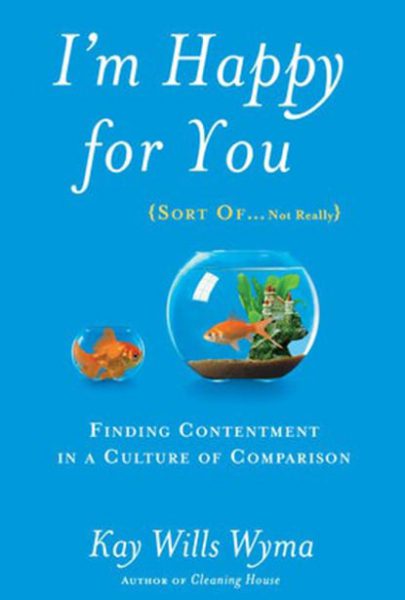 I'm Happy
for You
{Sort Of... Not Really}
Finding Contentment
in a Culture of Comparison
Kay Wills Wyma
Author of Cleaning House